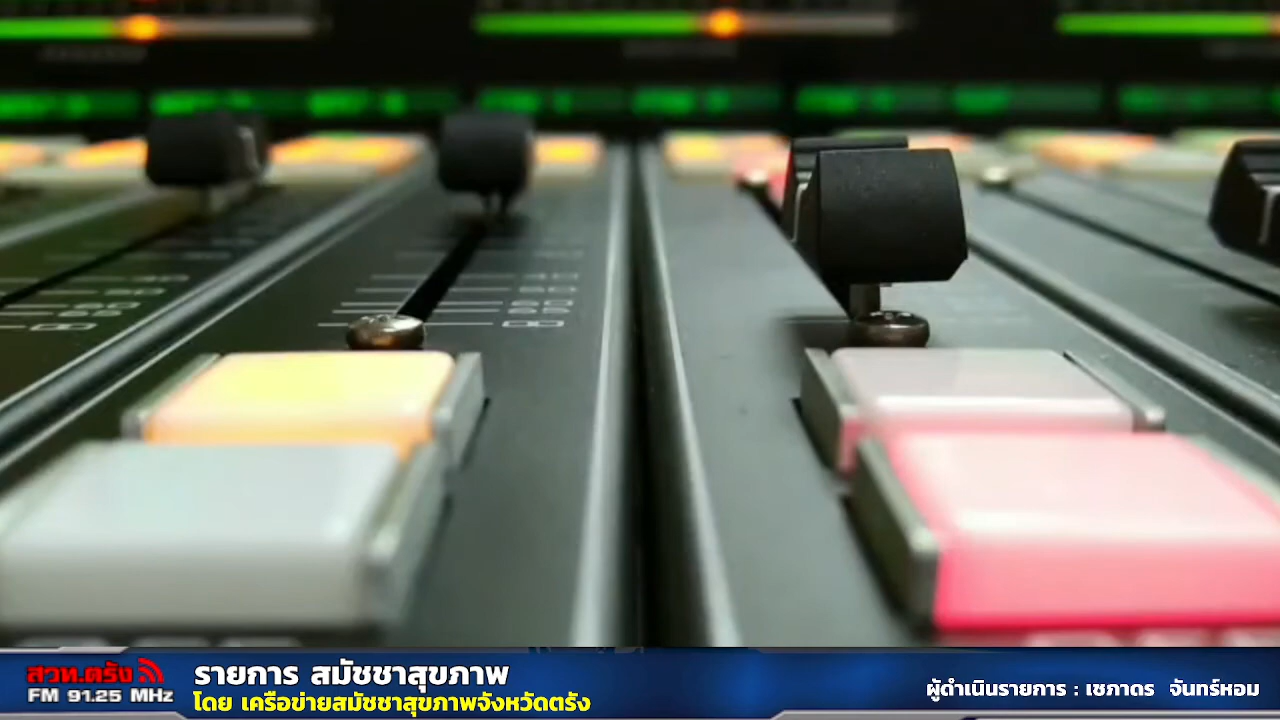 สวท.ตรัง
FM 91.25 MHz
รายการ สมัชชาสุขภาพ
โดย เครือข่ายสมัชชาสุขภาพจังหวัดตรัง
ผู้ดำเนินรายการ : เชภาดร จันทร์หอม